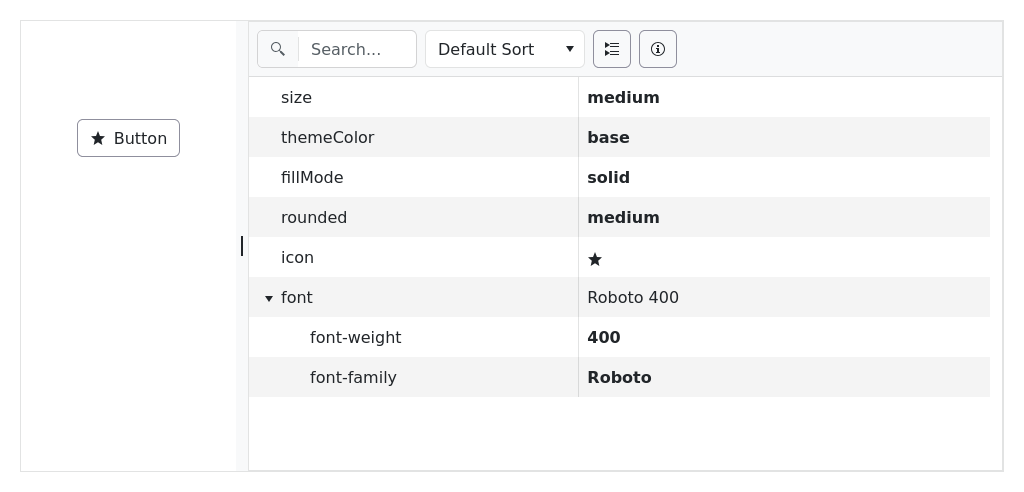 Search...
Default Sort
size medium
Button
themeColor base
fillMode solid
rounded medium
icon
font Roboto 400
font-weight 400
font-family Roboto